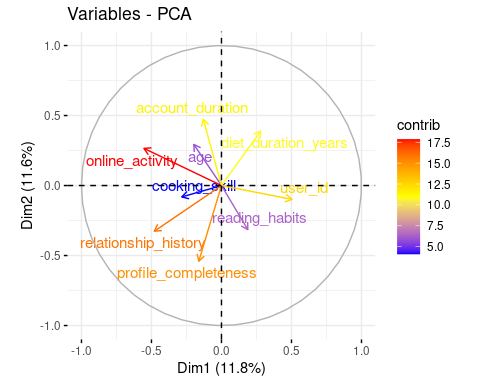 Variables - PCA
1.0
0.5
0.0
-0.5
-1.0
Dim2 (11.6%)
account_duration
diet_duration_years
online_activity
age
cooking_skill
user_id
reading_habits
relationship_history
profile_completeness
-1.0 -0.5 0.0 0.5 1.0
Dim1 (11.8%)
contrib
17.5
15.0
12.5
10.0
7.5
5.0